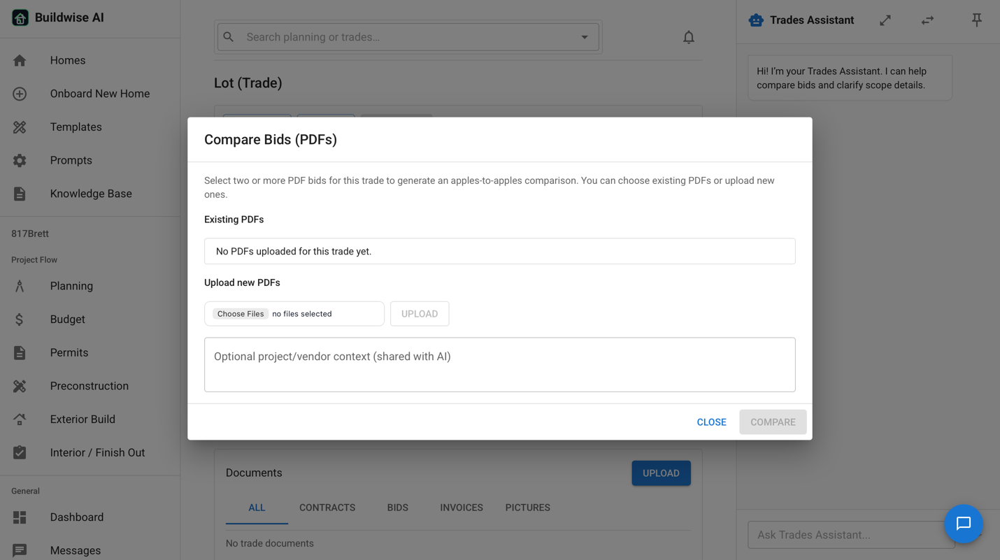 Buildwise AI
Homes
Onboard New Home
Templates
Prompts
Knowledge Base
817Brett
Project Flow
Planning
Budget
Permits
Preconstruction
Exterior Build
Interior / Finish Out
General
Dashboard
Messages
Search planning or trades...
Lot (Trade)
Compare Bids (PDFs)
Select two or more PDF bids for this trade to generate an apples-to-apples comparison. You can choose existing PDFs or upload new
ones.
Existing PDFs
No PDFs uploaded for this trade yet.
Upload new PDFs
Choose Files no files selected
UPLOAD
Optional project/vendor context (shared with AI)
CLOSE
COMPARE
Documents
UPLOAD
ALL
CONTRACTS
BIDS
INVOICES
PICTURES
No trade documents
Trades Assistant
Hi! I'm your Trades Assistant. I can help
compare bids and clarify scope details.
Ask Trades Assistant...